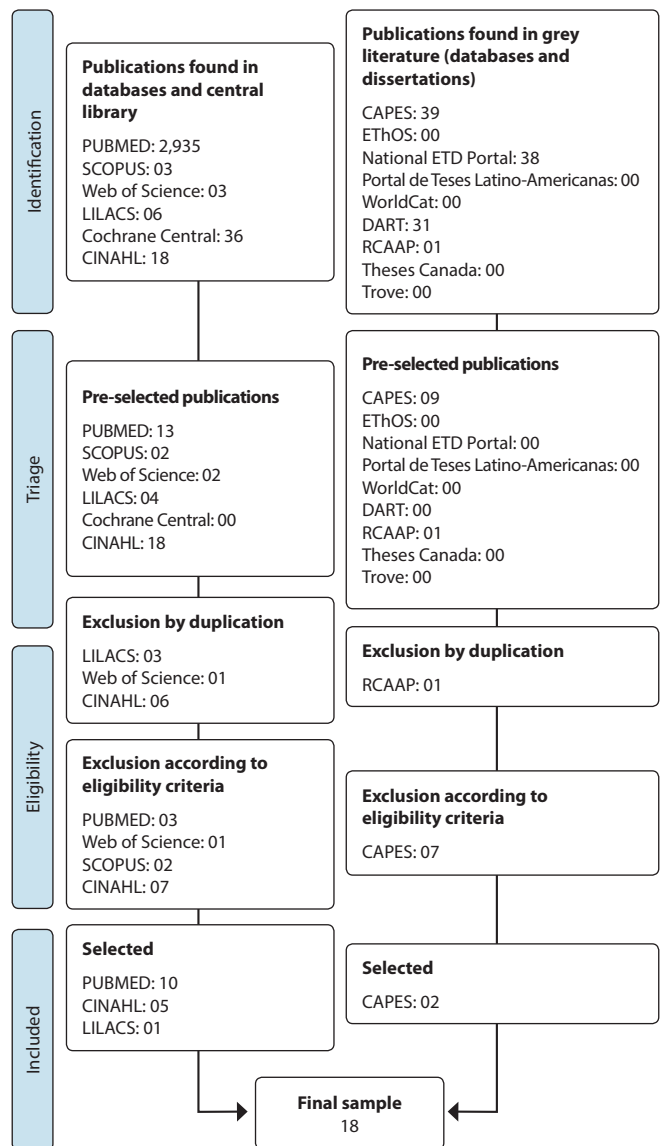 Identification
Publications found in
databases and central
library
PUBMED: 2,935
SCOPUS: 03
Web of Science: 03
LILACS: 06
Cochrane Central: 36
CINAHL: 18
Publications found in grey
literature (databases and
dissertations)
CAPES: 39
EThOS: 00
National ETD Portal: 38
Portal de Teses Latino-Americanas: 00
WorldCat: 00
DART: 31
RCAAP: 01
Theses Canada: 00
Trove: 00
Triage
Pre-selected publications
PUBMED: 13
SCOPUS: 02
Web of Science: 02
LILACS: 04
Cochrane Central: 00
CINAHL: 18
Pre-selected publications
CAPES: 09
EThOS: 00
National ETD Portal: 00
Portal de Teses Latino-Americanas: 00
WorldCat: 00
DART: 00
RCAAP: 01
Theses Canada: 00
Trove: 00
Eligibility
Exclusion by duplication
LILACS: 03
Web of Science: 01
CINAHL: 06
Exclusion by duplication
RCAAP: 01
Exclusion according to
eligibility criteria
PUBMED: 03
Web of Science: 01
SCOPUS: 02
CINAHL: 07
Exclusion according to
eligibility criteria
CAPES: 07
Included
Selected
PUBMED: 10
CINAHL: 05
LILACS: 01
Selected
CAPES: 02
Final sample
18